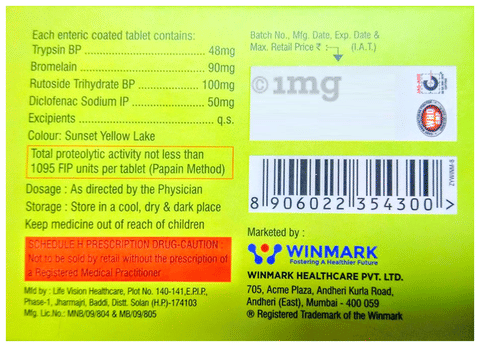 Each enteric coated tablet contains:
Trypsin BP ........ 48mg
Bromelain ........ 90mg
Rutoside Trihydrate BP ........ 100mg
Diclofenac Sodium IP ........ 50mg
Excipients ........ q.s.
Colour: Sunset Yellow Lake
Total proteolytic activity not less than
1095 FIP units per tablet (Papain Method)
Dosage : As directed by the Physician
Storage : Store in a cool, dry & dark place
Keep medicine out of reach of children
SCHEDULE H PRESCRIPTION DRUG-CAUTION :
Not to be sold by retail without the prescription of
a Registered Medical Practitioner.
Mfd by : Life Vision Healthcare, Plot No. 140-141,E.P.I.P.,
Phase-1, Jharmajri, Baddi, Distt. Solan (H.P)-174103
Mfg. Lic.No.: MNB/09/804 & MB/09/805
Batch No., Mfg. Date, Exp. Date &
Max. Retail Price ₹ : (I.A.T.)
© 1mg
ZYWWM-8
8 906022 354300 >
Marketed by :
WINMARK
Fostering A Healthier Future
WINMARK HEALTHCARE PVT. LTD.
705, Acme Plaza, Andheri Kurla Road,
Andheri (East), Mumbai - 400 059
® Registered Trademark of the Winmark